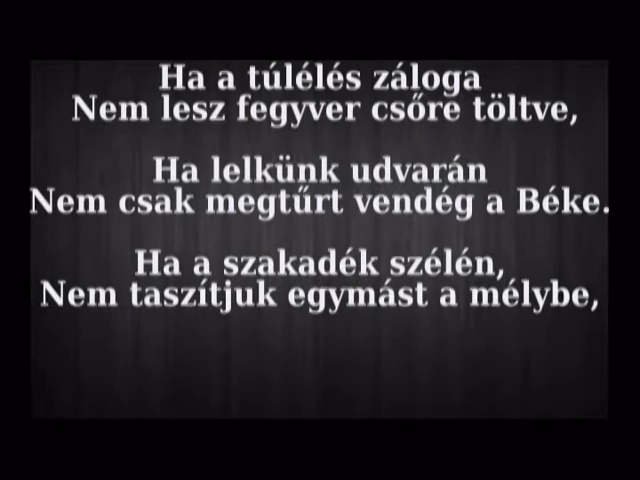 Ha a túlélés záloga
Nem lesz fegyver csőre töltve,
Ha lelkünk udvarán
Nem csak megtűrt vendég a Béke.
Ha a szakadék szélén,
Nem taszítjuk egymást a mélybe,